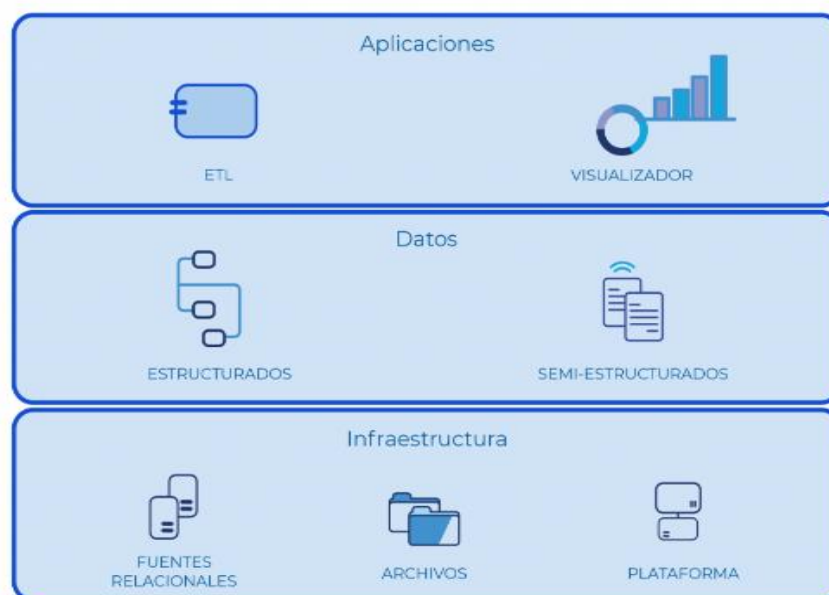 Aplicaciones
ETL
VISUALIZADOR
Datos
ESTRUCTURADOS
SEMI-ESTRUCTURADOS
Infraestructura
FUENTES
RELACIONALES
ARCHIVOS
PLATAFORMA